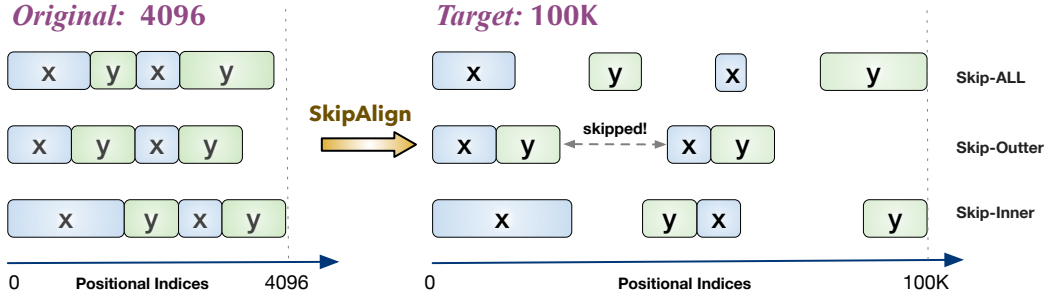 Original: 4096
Target: 100K
x y x y
x y x y
Skip-ALL
SkipAlign
x y x y
x y skipped! x y
Skip-Outter
x y x y
x y x y
Skip-Inner
0 Positional Indices 4096
0 Positional Indices 100K